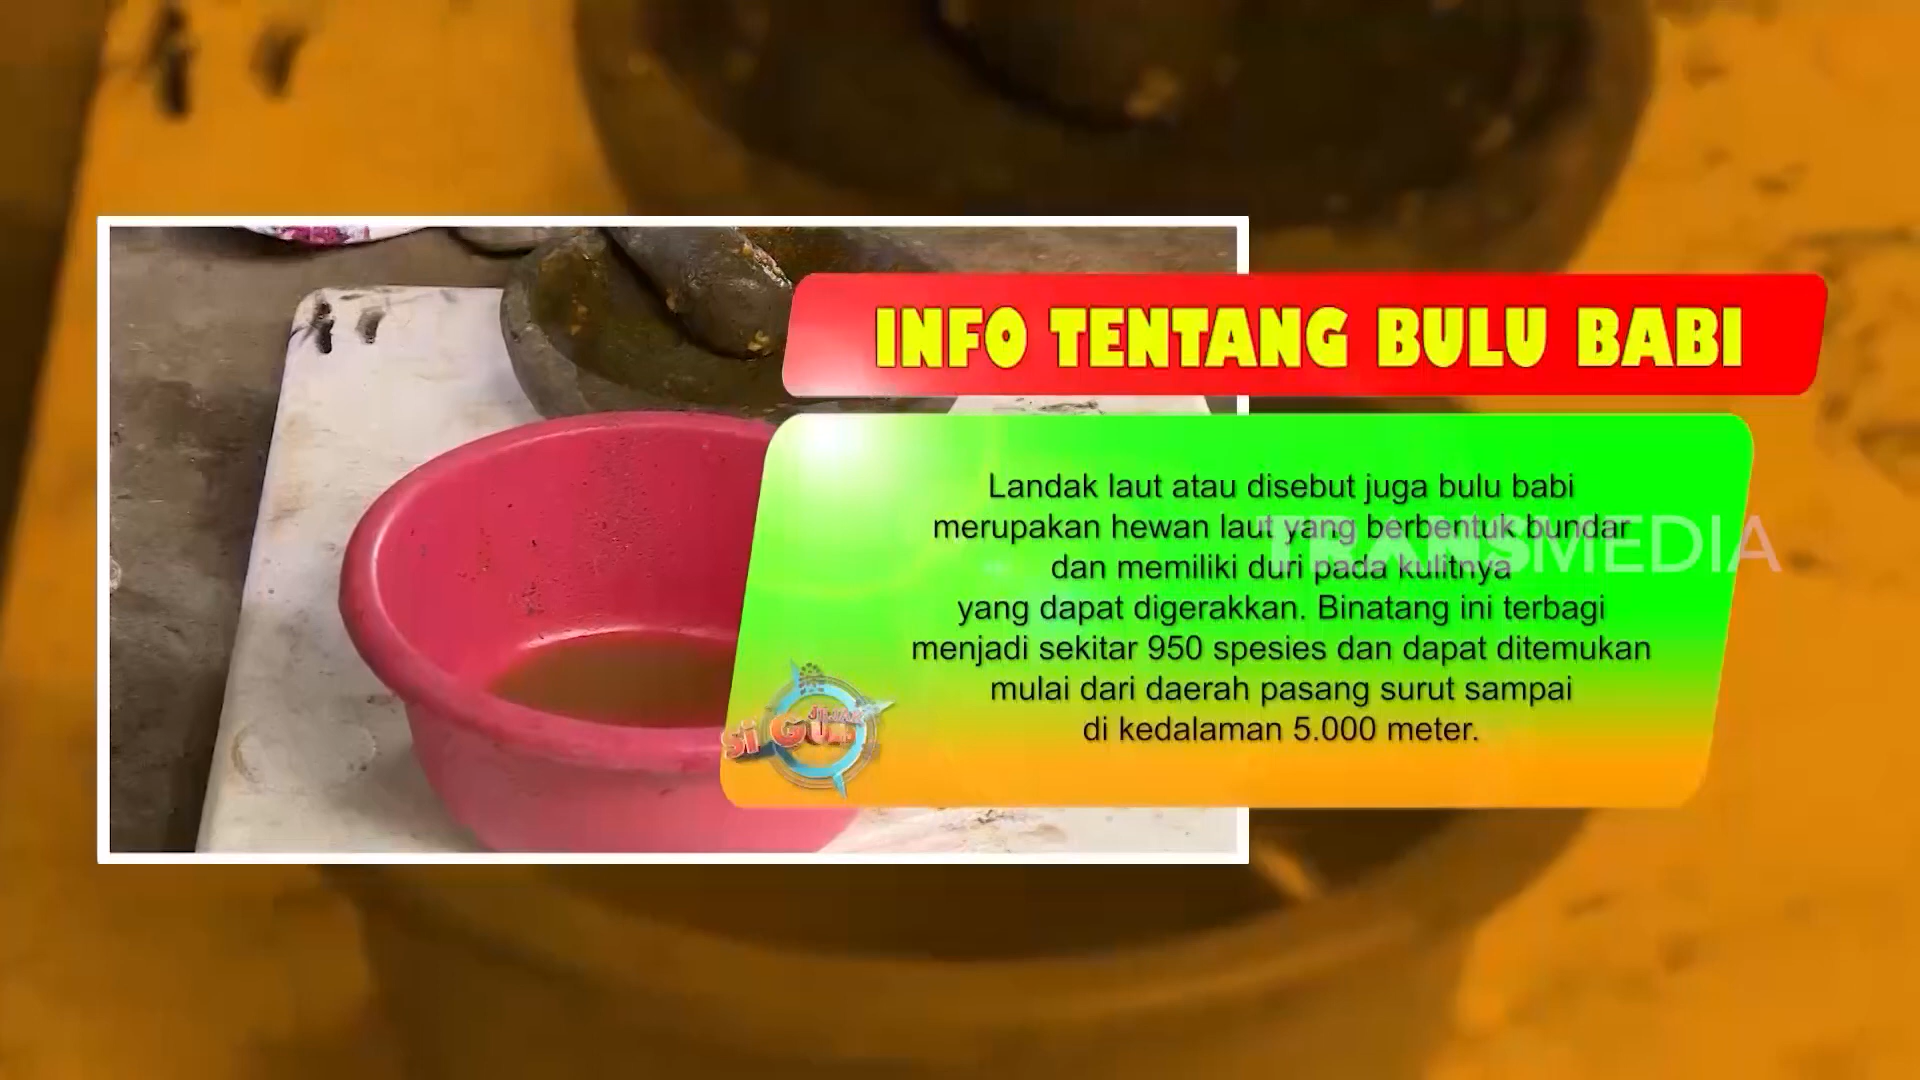 INFO TENTANG BULU BABI
Landak laut atau disebut juga bulu babi
merupakan hewan laut yang berbentuk bundar
dan memiliki duri pada kulitnya
yang dapat digerakkan. Binatang ini terbagi
menjadi sekitar 950 spesies dan dapat ditemukan
mulai dari daerah pasang surut sampai
di kedalaman 5.000 meter.
TRANSMEDIA
Si Gundul